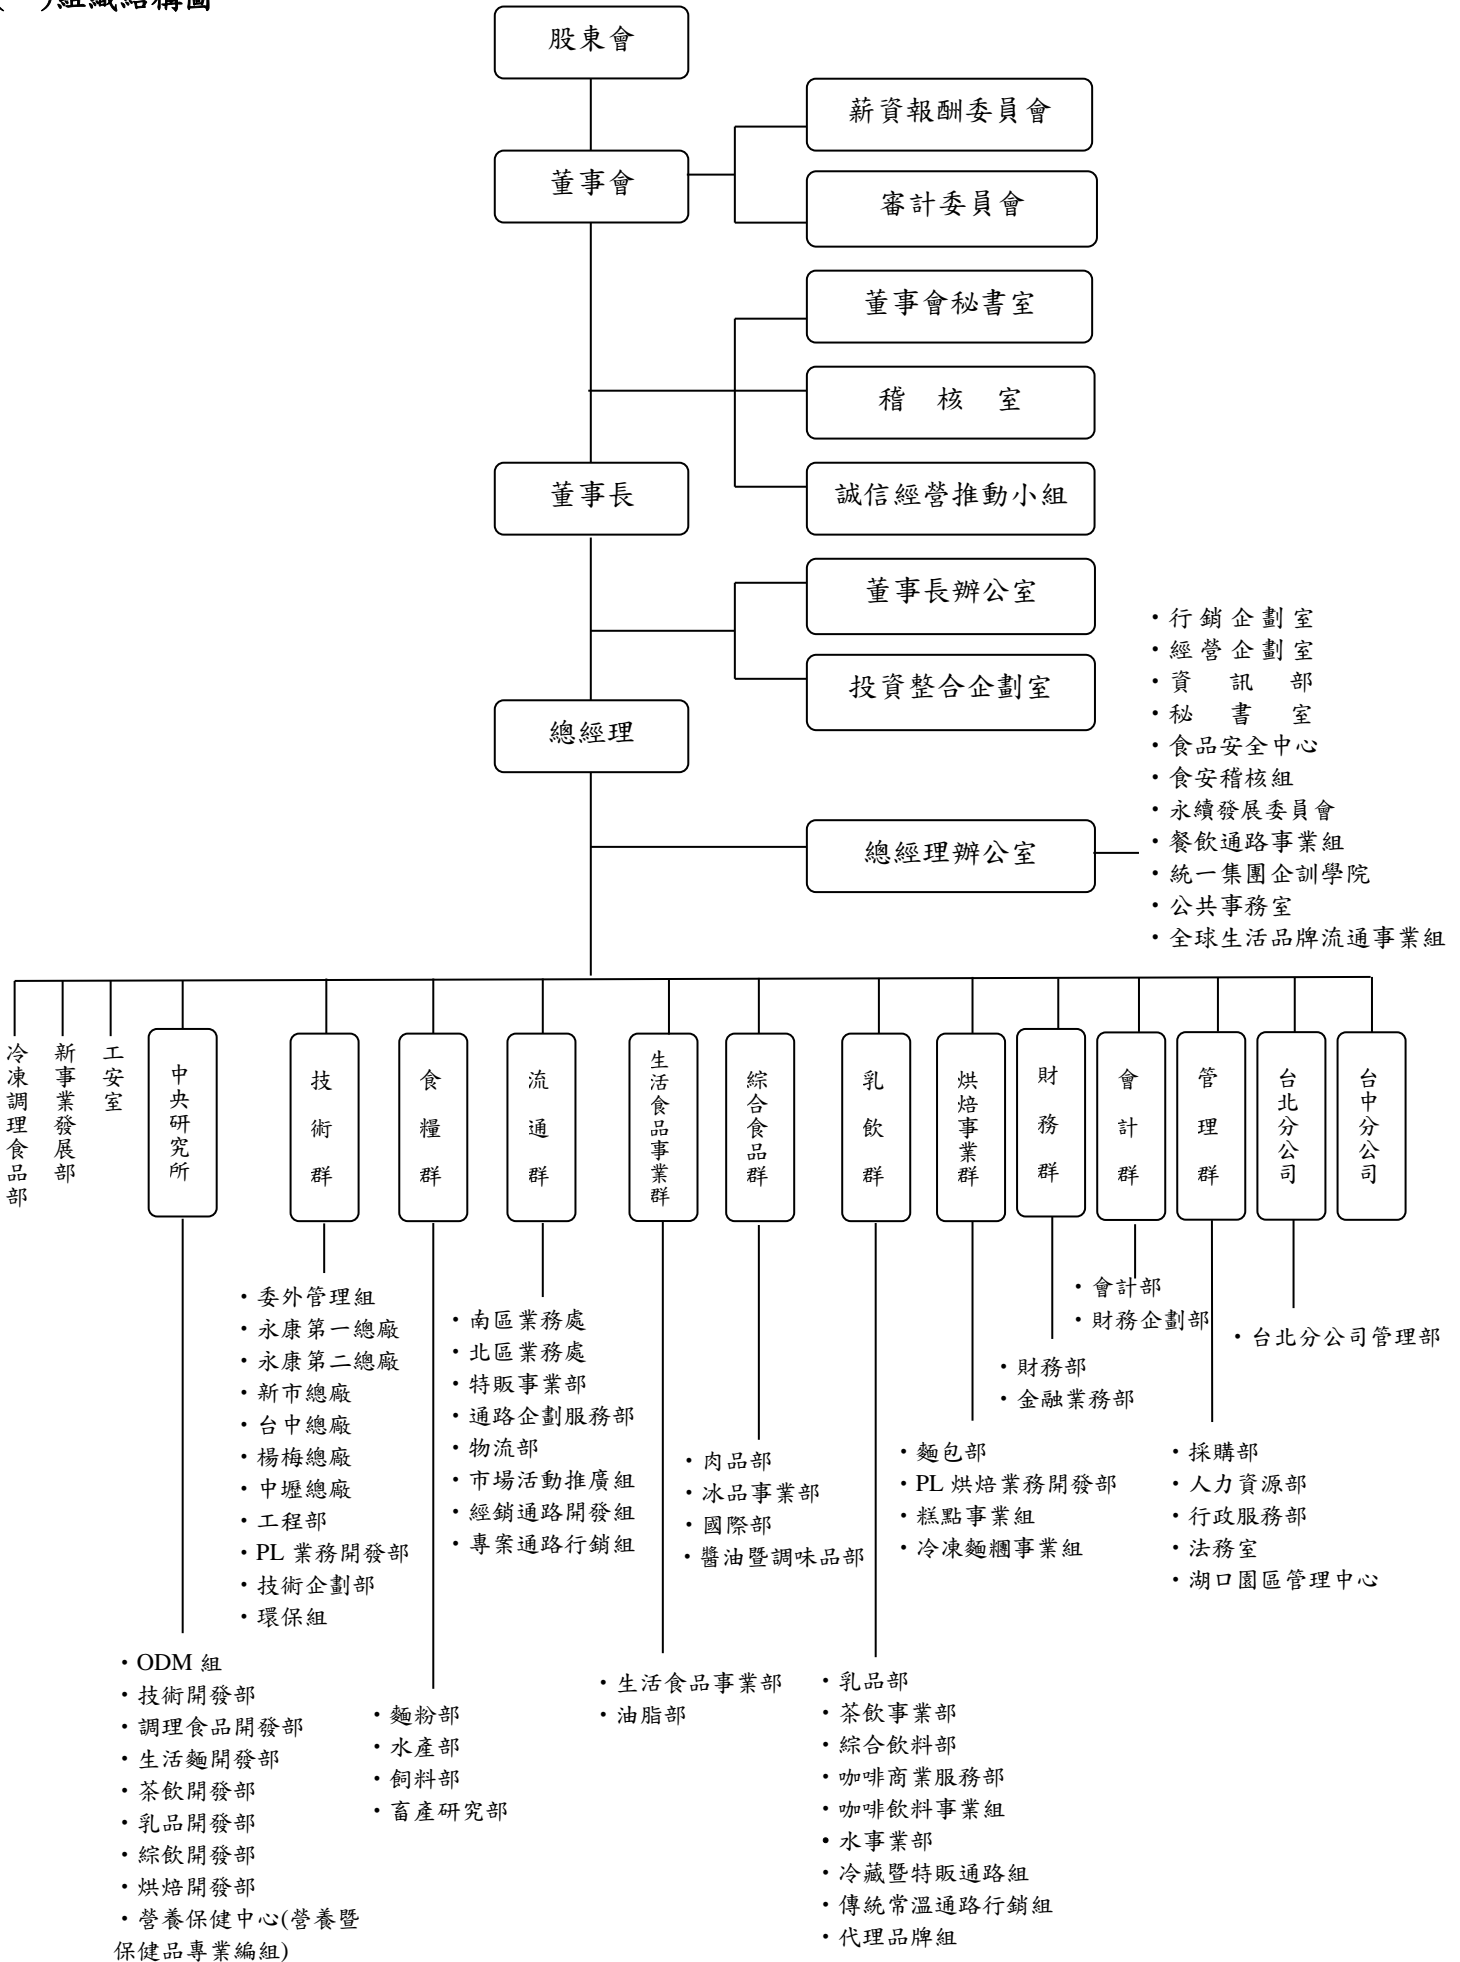 )組織結構圖
股東會
薪資報酬委員會
董事會
審計委員會
董事會秘書室
稽 核 室
董事長
誠信經營推動小組
董事長辦公室
投資整合企劃室
總經理
總經理辦公室
・行銷企劃室
・經營企劃室
・資 訊 部
・秘 書 室
・食品安全中心
・食安稽核組
・永續發展委員會
・餐飲通路事業組
・統一集團企訓學院
・公共事務室
・全球生活品牌流通事業組
冷凍調理食品部
新事業發展部
工安室
中央研究所
技術群
食糧群
流通群
生活食品事業群
綜合食品群
乳飲群
烘焙事業群
財務群
會計群
管理群
台北分公司
台中分公司
・ODM 組
・技術開發部
・調理食品開發部
・生活麵開發部
・茶飲開發部
・乳品開發部
・綜飲開發部
・烘焙開發部
・營養保健中心(營養暨
保健品專業編組)
・委外管理組
・永康第一總廠
・永康第二總廠
・新市總廠
・台中總廠
・楊梅總廠
・中壢總廠
・工程部
・PL 業務開發部
・技術企劃部
・環保組
・麵粉部
・水產部
・飼料部
・畜產研究部
・南區業務處
・北區業務處
・特販事業部
・通路企劃服務部
・物流部
・市場活動推廣組
・經銷通路開發組
・專案通路行銷組
・生活食品事業部
・油脂部
・肉品部
・冰品事業部
・國際部
・醬油暨調味品部
・乳品部
・茶飲事業部
・綜合飲料部
・咖啡商業服務部
・咖啡飲料事業組
・水事業部
・冷藏暨特販通路組
・傳統常溫通路行銷組
・代理品牌組
・麵包部
・PL 烘焙業務開發部
・糕點事業組
・冷凍麵糰事業組
・財務部
・金融業務部
・會計部
・財務企劃部
・採購部
・人力資源部
・行政服務部
・法務室
・湖口園區管理中心
・台北分公司管理部